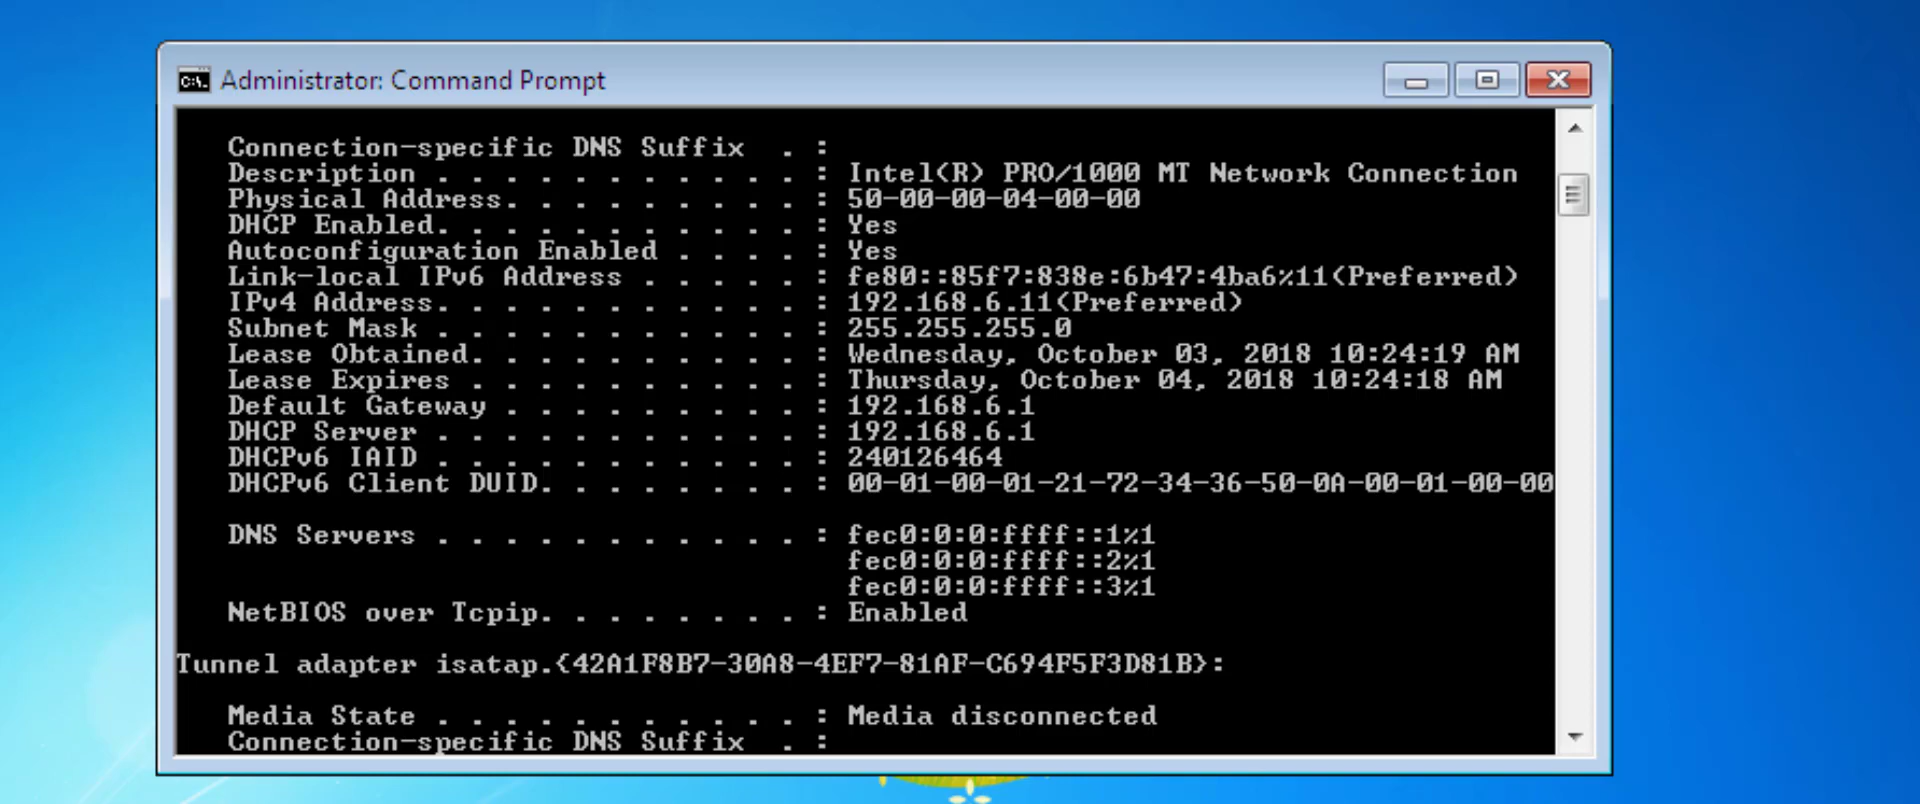 Administrator: Command Prompt
Connection-specific DNS Suffix  . :
Description . . . . . . . . . . . : Intel(R) PRO/1000 MT Network Connection
Physical Address. . . . . . . . . : 50-00-00-04-00-00
DHCP Enabled. . . . . . . . . . . : Yes
Autoconfiguration Enabled . . . . : Yes
Link-local IPv6 Address . . . . . : fe80::85f7:838e:6b47:4ba6%11(Preferred)
IPv4 Address. . . . . . . . . . . : 192.168.6.11(Preferred)
Subnet Mask . . . . . . . . . . . : 255.255.255.0
Lease Obtained. . . . . . . . . . : Wednesday, October 03, 2018 10:24:19 AM
Lease Expires . . . . . . . . . . : Thursday, October 04, 2018 10:24:18 AM
Default Gateway . . . . . . . . . : 192.168.6.1
DHCP Server . . . . . . . . . . . : 192.168.6.1
DHCPv6 IAID . . . . . . . . . . . : 240126464
DHCPv6 Client DUID. . . . . . . . : 00-01-00-01-21-72-34-36-50-0A-00-01-00-00
DNS Servers . . . . . . . . . . . : fec0:0:0:ffff::1%1
fec0:0:0:ffff::2%1
fec0:0:0:ffff::3%1
NetBIOS over Tcpip. . . . . . . . : Enabled
Tunnel adapter isatap.{42A1F8B7-30A8-4EF7-81AF-C694F5F3D81B}:
Media State . . . . . . . . . . . : Media disconnected
Connection-specific DNS Suffix  . :